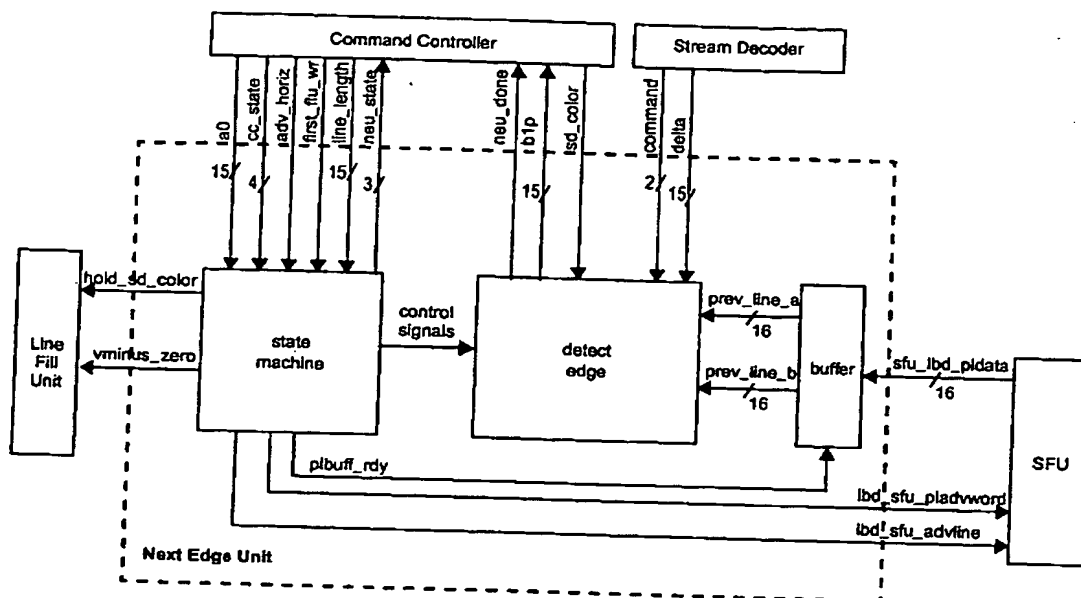 Command Controller
Stream Decoder
a0
cc_state
adv_horiz
first_flu_wr
line_length
neu_state
neu_done
b1p
sd_color
command
delta
15
4
15
3
15
2
15
Line
Fill
Unit
hold_sd_color
vminus_zero
state
machine
control
signals
detect
edge
prev_line_a
16
prev_line_b
16
buffer
sfu_lbd_pldata
16
SFU
plbuff_rdy
lbd_sfu_pladvword
lbd_sfu_advline
Next Edge Unit